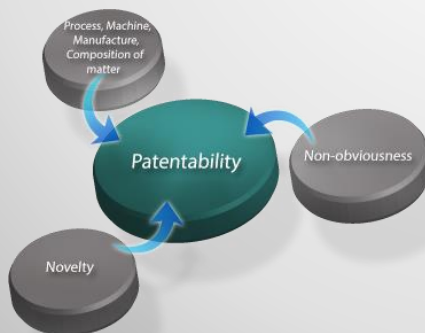 Process, Machine,
Manufacture,
Composition of
matter
Patentability
Non-obviousness
Novelty